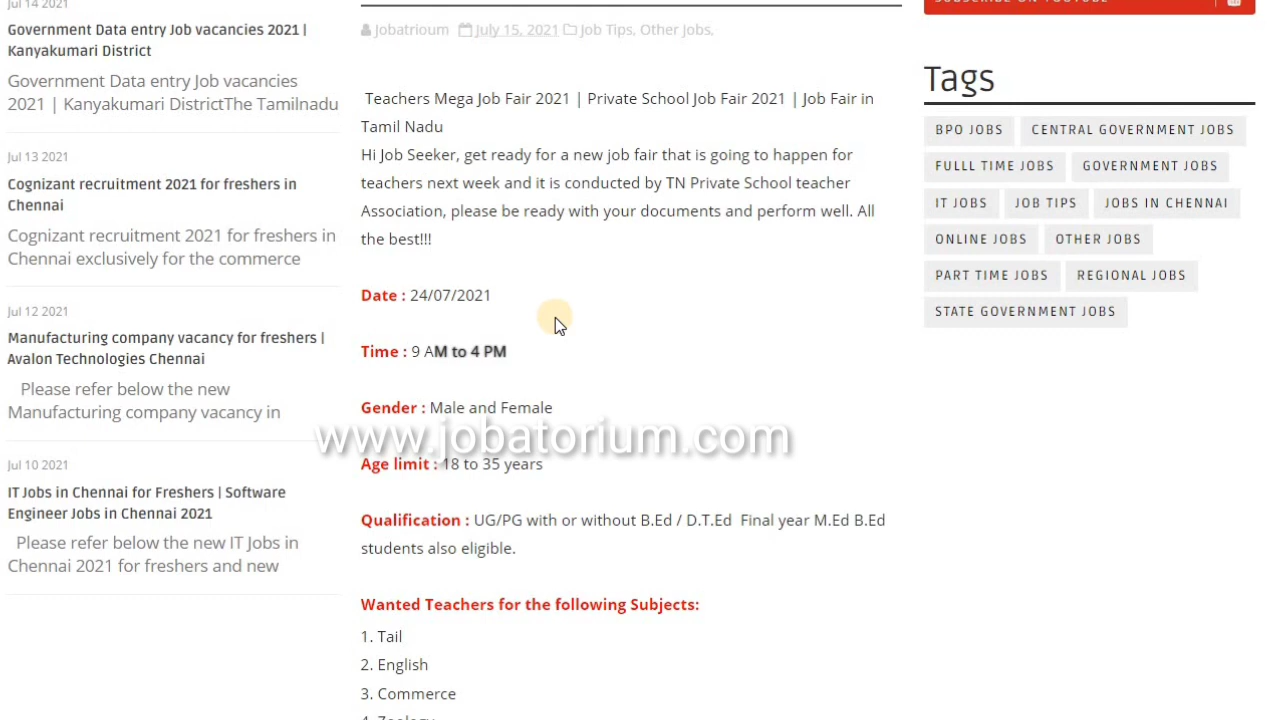 Jul 14 2021
Government Data entry Job vacancies 2021 |
Kanyakumari District
Government Data entry Job vacancies
2021 | Kanyakumari DistrictThe Tamilnadu
Jul 13 2021
Cognizant recruitment 2021 for freshers in
Chennai
Cognizant recruitment 2021 for freshers in
Chennai exclusively for the commerce
Jul 12 2021
Manufacturing company vacancy for freshers |
Avalon Technologies Chennai
Please refer below the new
Manufacturing company vacancy in
Jul 10 2021
IT Jobs in Chennai for Freshers | Software
Engineer Jobs in Chennai 2021
Please refer below the new IT Jobs in
Chennai 2021 for freshers and new
Jobatrioum July 15, 2021 Job Tips, Other Jobs,
Teachers Mega Job Fair 2021 | Private School Job Fair 2021 | Job Fair in
Tamil Nadu
Hi Job Seeker, get ready for a new job fair that is going to happen for
teachers next week and it is conducted by TN Private School teacher
Association, please be ready with your documents and perform well. All
the best!!!
Date : 24/07/2021
Time : 9 AM to 4 PM
Gender : Male and Female
www.jobatorium.com
Age limit : 18 to 35 years
Qualification : UG/PG with or without B.Ed / D.T.Ed Final year M.Ed B.Ed
students also eligible.
Wanted Teachers for the following Subjects:
1. Tail
2. English
3. Commerce
4. Zoology
SUBSCRIBE ON YOUTUBE
Tags
BPO JOBS CENTRAL GOVERNMENT JOBS
FULLL TIME JOBS GOVERNMENT JOBS
IT JOBS JOB TIPS JOBS IN CHENNAI
ONLINE JOBS OTHER JOBS
PART TIME JOBS REGIONAL JOBS
STATE GOVERNMENT JOBS